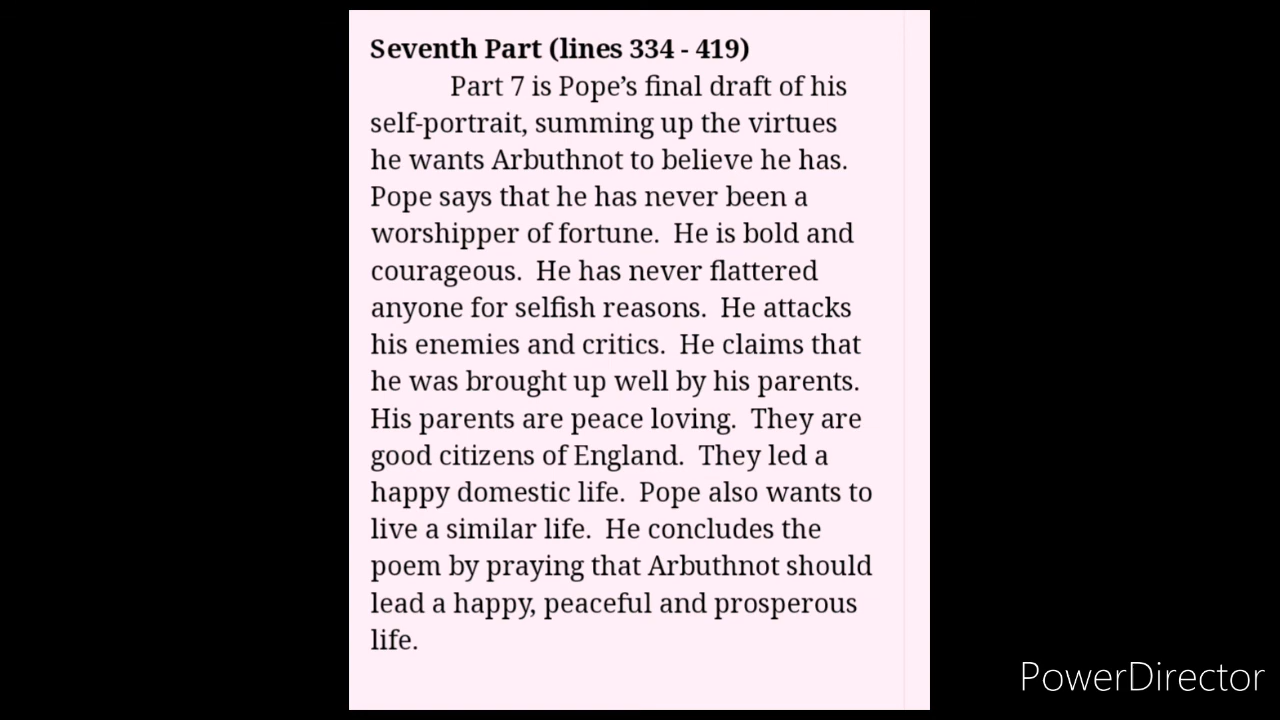 Seventh Part (lines 334 - 419)
Part 7 is Pope’s final draft of his
self-portrait, summing up the virtues
he wants Arbuthnot to believe he has.
Pope says that he has never been a
worshipper of fortune.  He is bold and
courageous.  He has never flattered
anyone for selfish reasons.  He attacks
his enemies and critics.  He claims that
he was brought up well by his parents.
His parents are peace loving.  They are
good citizens of England.  They led a
happy domestic life.  Pope also wants to
live a similar life.  He concludes the
poem by praying that Arbuthnot should
lead a happy, peaceful and prosperous
life.
PowerDirector